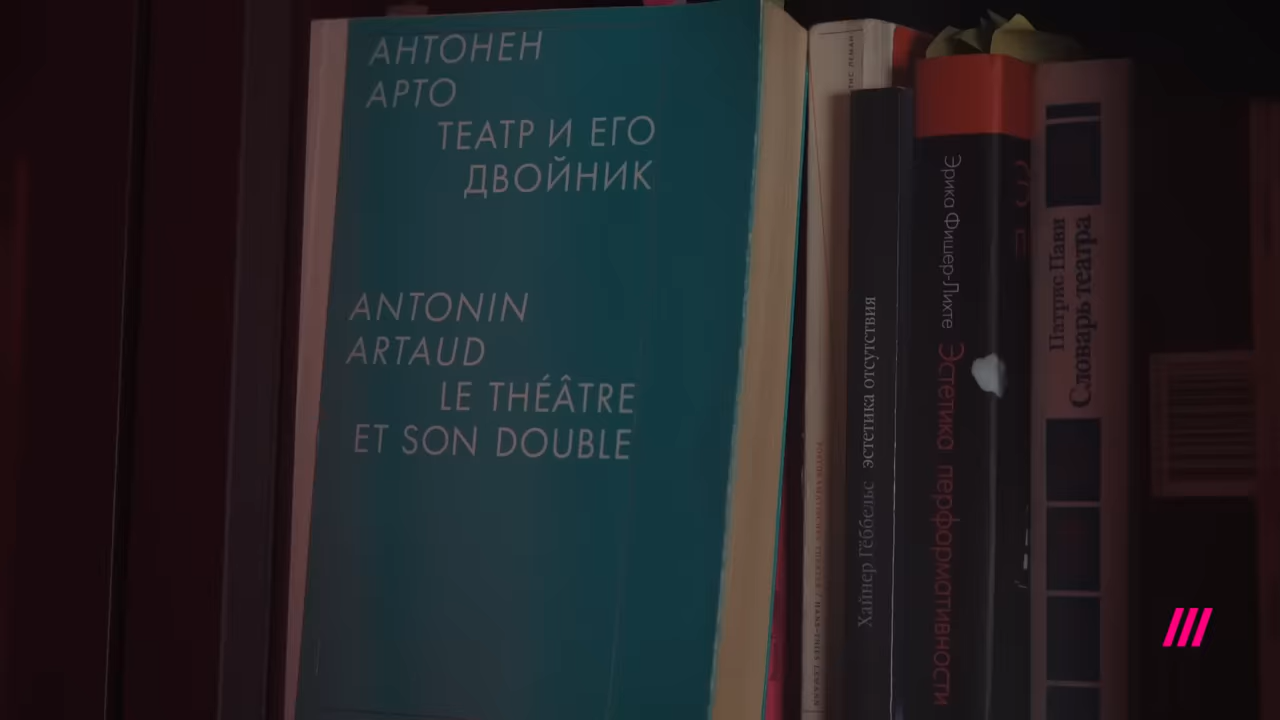 АНТОНЕН
АРТО
ТЕАТР И ЕГО
ДВОЙНИК
ANTONIN
ARTAUD
LE THÉÂTRE
ET SON DOUBLE
Хайнер Гёббельс эстетика отсутствия
Эрика Фишер-Лихте Эстетика перформативности
Патрис Пави
Словарь театра